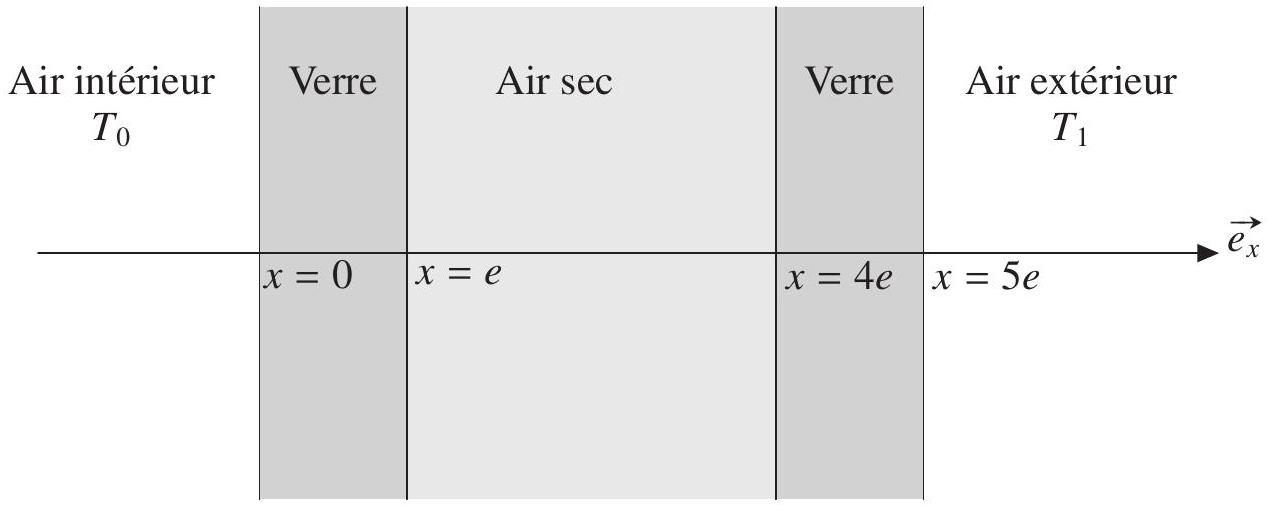 Air intérieur
T₀
Verre
Air sec
Verre
Air extérieur
T₁
x = 0
x = e
x = 4e
x = 5e
e⃗ₓ